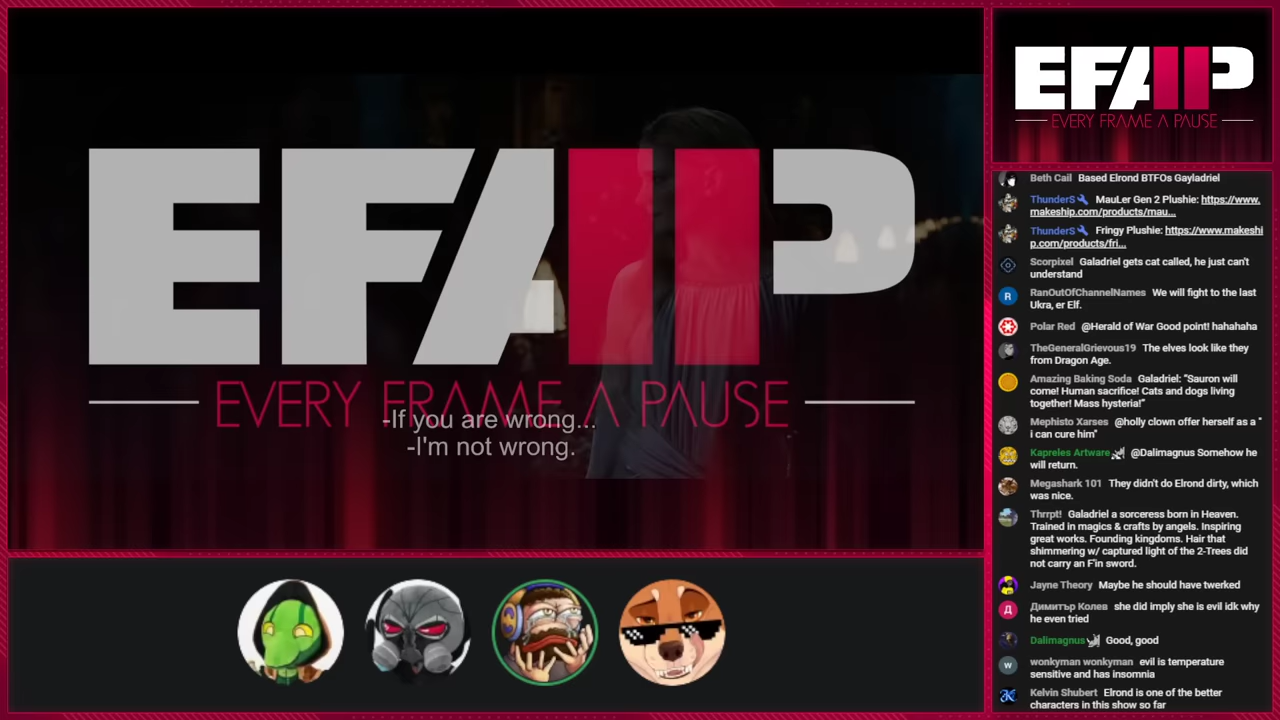 EFAP
EVERY FRAME A PAUSE
-If you are wrong...
-I'm not wrong.
EFAP
EVERY FRAME A PAUSE
Beth Cail Based Elrond BTFOs Gayladriel
ThunderS MauLer Gen 2 Plushie: https://www.
makeship.com/products/mau...
ThunderS Fringy Plushie: https://www.makeshi
p.com/products/fri...
Scorpixel Galadriel gets cat called, he just can't
understand
R
RanOutOfChannelNames We will fight to the last
Ukra, er Elf.
Polar Red @Herald of War Good point! hahahaha
TheGeneralGrievous19 The elves look like they
from Dragon Age.
Amazing Baking Soda Galadriel: “Sauron will
come! Human sacrifice! Cats and dogs living
together! Mass hysteria!”
Mephisto Xarses @holly clown offer herself as a "
i can cure him"
Kapreles Artware @Dalimagnus Somehow he
will return.
Megashark 101 They didn’t do Elrond dirty, which
was nice.
Thrrpt! Galadriel a sorceress born in Heaven.
Trained in magics & crafts by angels. Inspiring
great works. Founding kingdoms. Hair that
shimmering w/ captured light of the 2-Trees did
not carry an F'in sword.
Jayne Theory Maybe he should have twerked
Д
Димитър Колев she did imply she is evil idk why
he even tried
Dalimagnus Good, good
w
wonkyman wonkyman evil is temperature
sensitive and has insomnia
K
Kelvin Shubert Elrond is one of the better
characters in this show so far